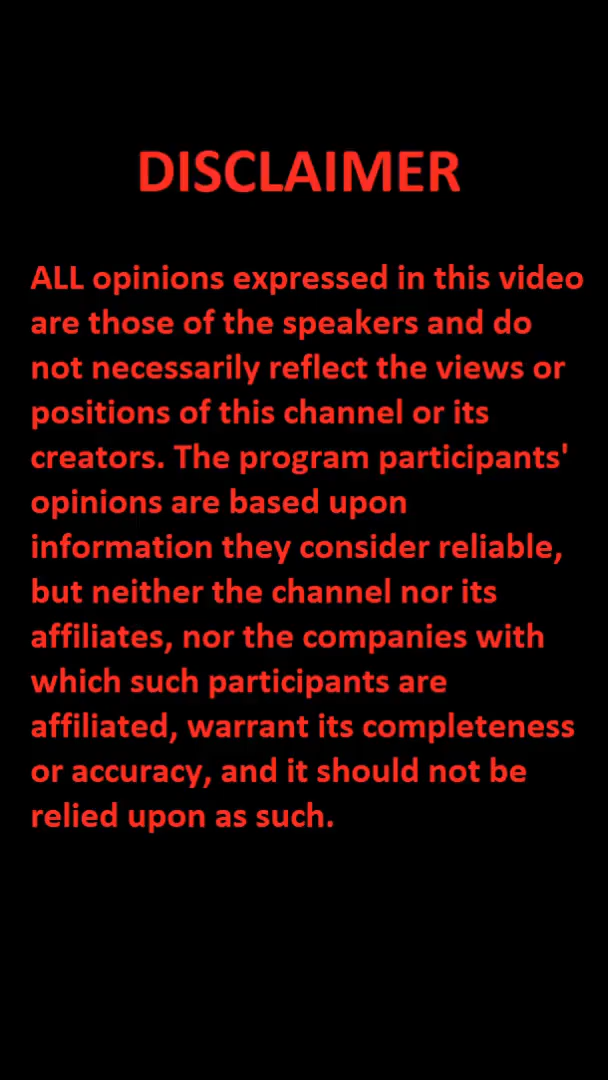 DISCLAIMER
ALL opinions expressed in this video
are those of the speakers and do
not necessarily reflect the views or
positions of this channel or its
creators. The program participants'
opinions are based upon
information they consider reliable,
but neither the channel nor its
affiliates, nor the companies with
which such participants are
affiliated, warrant its completeness
or accuracy, and it should not be
relied upon as such.